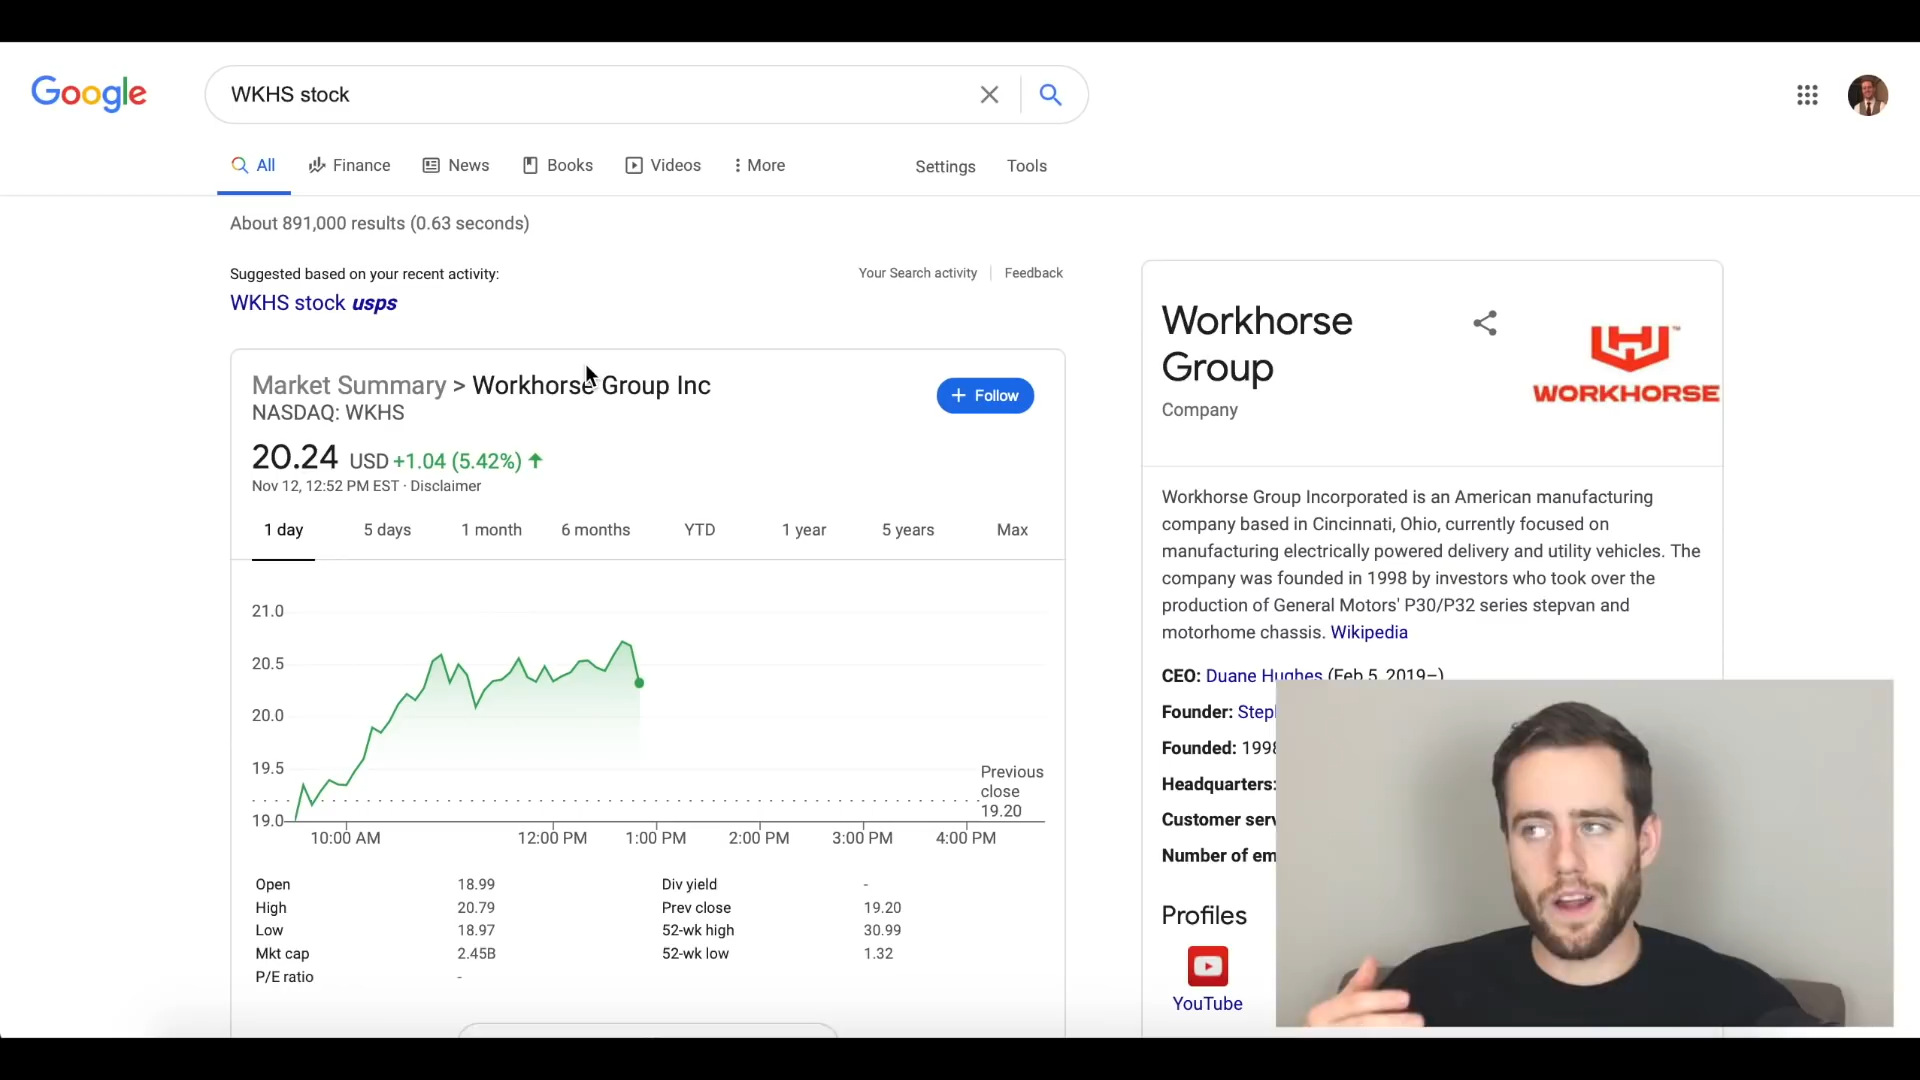 Google
WKHS stock
All
Finance
News
Books
Videos
More
Settings
Tools
About 891,000 results (0.63 seconds)
Suggested based on your recent activity:
Your Search activity
Feedback
WKHS stock usps
Market Summary > Workhorse Group Inc
NASDAQ: WKHS
+ Follow
20.24 USD +1.04 (5.42%)
Nov 12, 12:52 PM EST · Disclaimer
1 day 5 days 1 month 6 months YTD 1 year 5 years Max
21.0
20.5
20.0
19.5
19.0
Previous
close
19.20
10:00 AM 12:00 PM 1:00 PM 2:00 PM 3:00 PM 4:00 PM
Open 18.99 Div yield -
High 20.79 Prev close 19.20
Low 18.97 52-wk high 30.99
Mkt cap 2.45B 52-wk low 1.32
P/E ratio -
Workhorse
Group
Company
WORKHORSE™
Workhorse Group Incorporated is an American manufacturing
company based in Cincinnati, Ohio, currently focused on
manufacturing electrically powered delivery and utility vehicles. The
company was founded in 1998 by investors who took over the
production of General Motors' P30/P32 series stepvan and
motorhome chassis. Wikipedia
CEO: Duane Hughes (Feb 5, 2019–)
Founder: Step
Founded: 1998
Headquarters:
Customer serv
Number of em
Profiles
YouTube